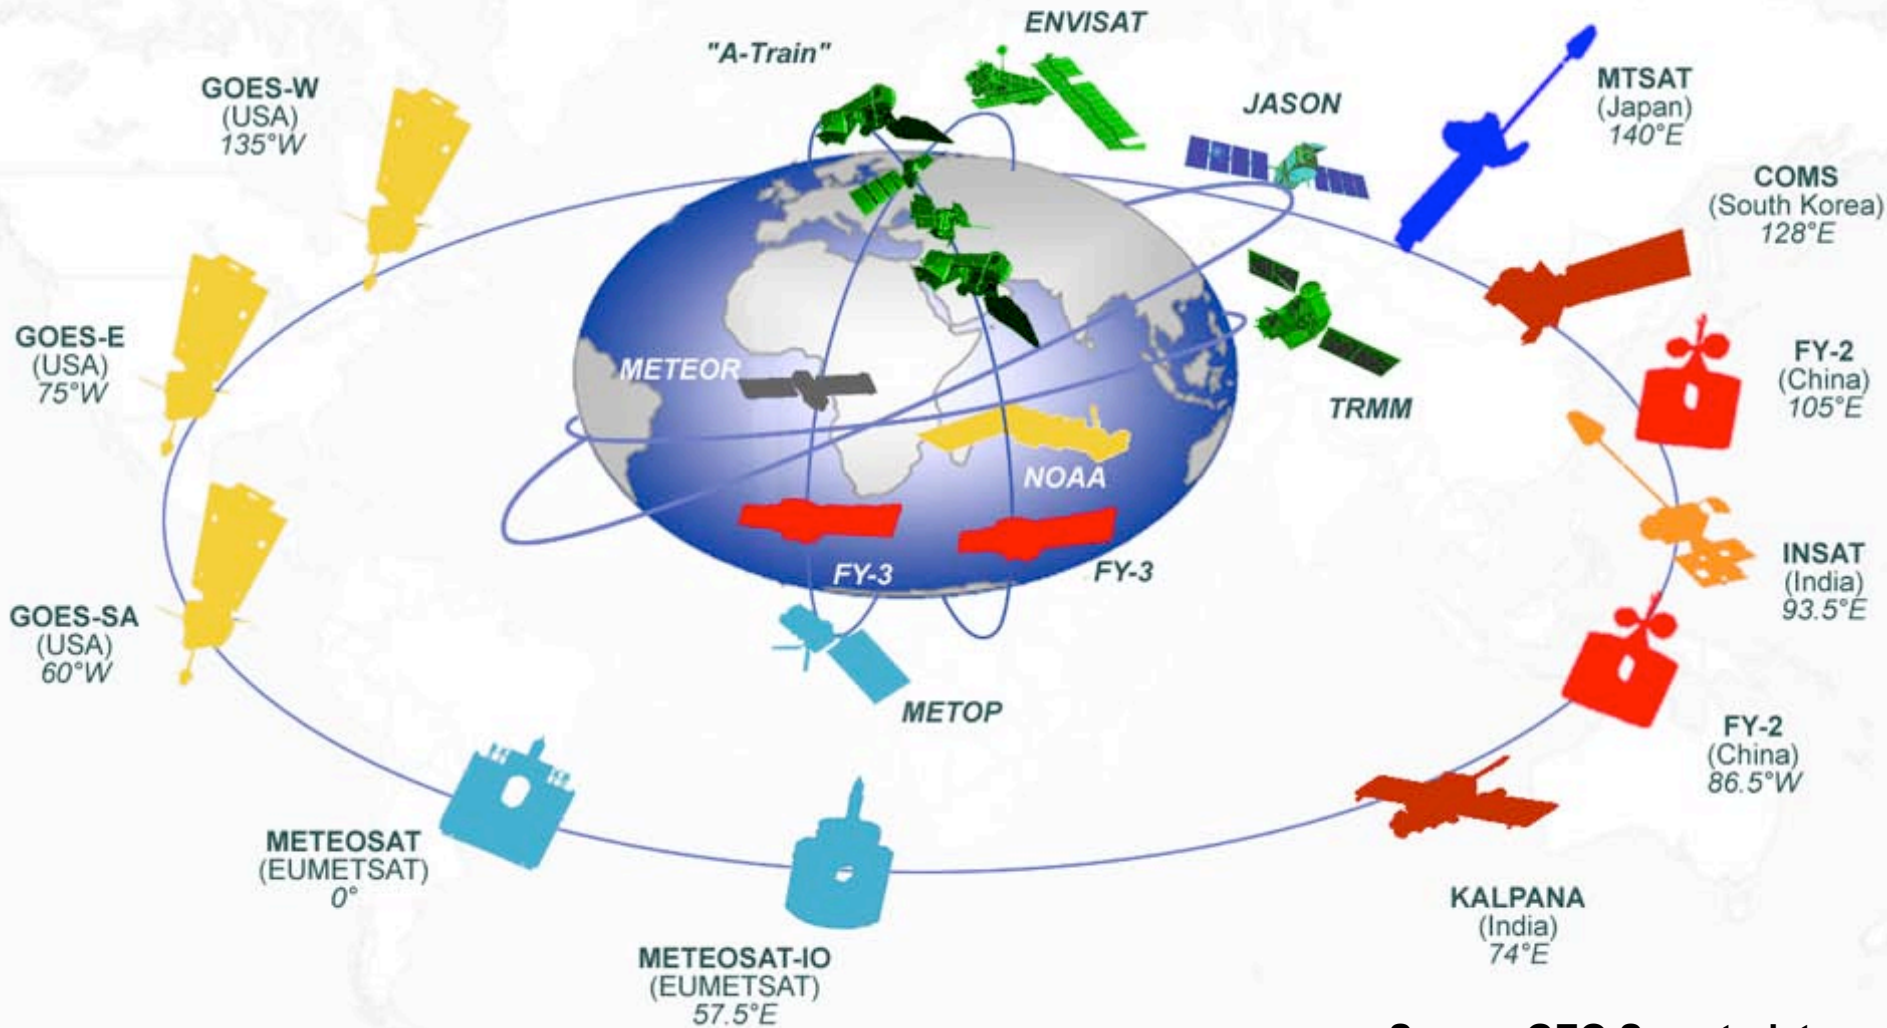 ENVISAT
"A-Train"
GOES-W
(USA)
135°W
JASON
MTSAT
(Japan)
140°E
COMS
(South Korea)
128°E
GOES-E
(USA)
75°W
METEOR
FY-2
(China)
105°E
TRMM
NOAA
INSAT
(India)
93.5°E
FY-3
FY-3
GOES-SA
(USA)
60°W
METOP
FY-2
(China)
86.5°W
METEOSAT
(EUMETSAT)
0°
KALPANA
(India)
74°E
METEOSAT-IO
(EUMETSAT)
57.5°E